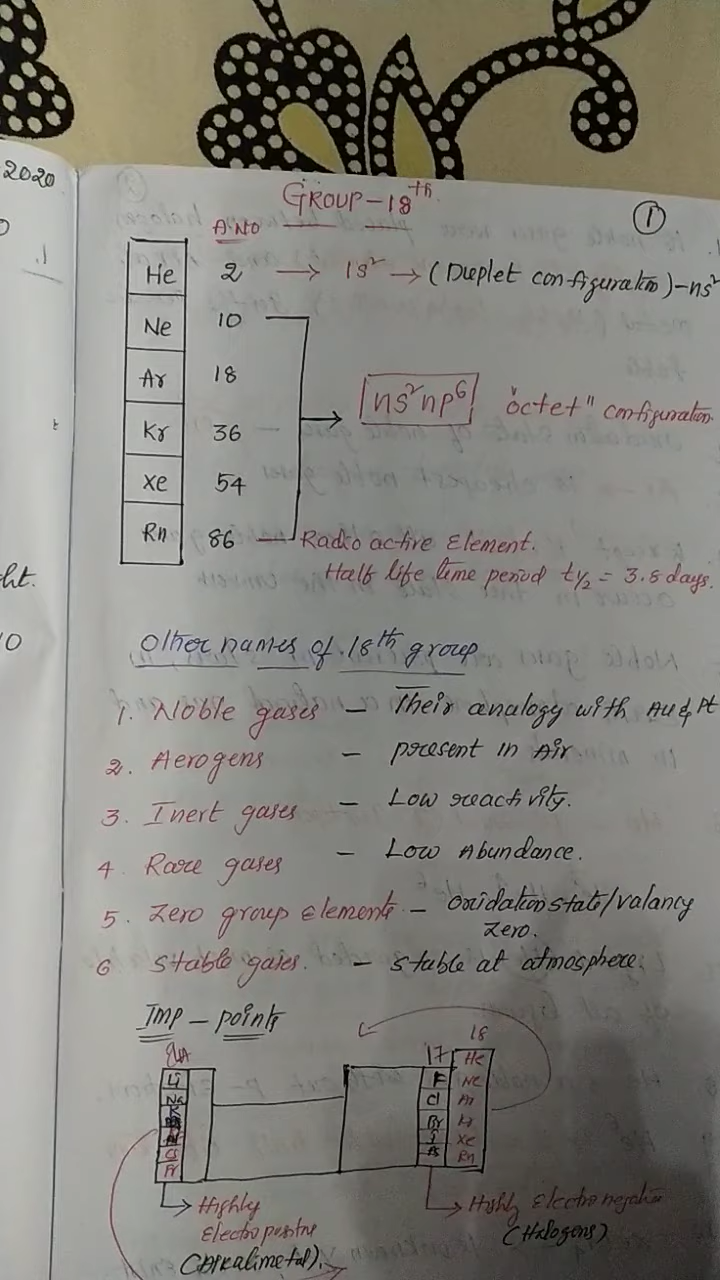 2020
GROUP-18th
1
A.NO
He 2 → 1s² → (Duplet configuration)-ns²
Ne 10
Ar 18
ns²np⁶ "octet" configuration.
Kr 36
Xe 54
Rn 86 — Radio active Element.
Half life time period t½ = 3.8 days.
ht.
Other names of 18th group
1. Noble gases — Their analogy with Au & Pt
2. Aerogens — present in Air.
3. Inert gases — Low reactivity.
4 Rare gases — Low Abundance.
5. Zero group Elements — oxidation state/valancy
Zero.
6 Stable gases. — stable at atmosphere.
Imp — points
18
17 He
Li F Ne
Na Cl Ar
K Br Kr
I Xe
Cs Rn
Fr
→ Highly → Highly Electronegative
Electropositive (Halogens)
(Alkalimetal).